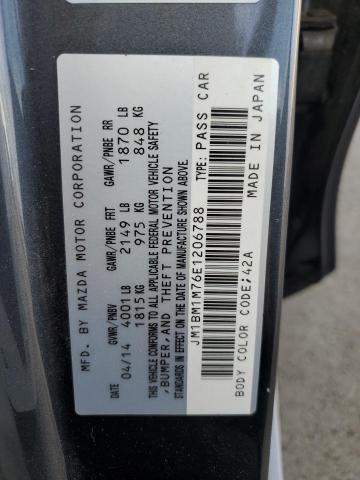 MFD. BY MAZDA MOTOR CORPORATION
GVWR/PNBV GAWR/PNBE FRT GAWR/PNBE RR
04/14 4001 LB 2149 LB 1870 LB
1815 KG 975 KG 848 KG
THIS VEHICLE CONFORMS TO ALL APPLICABLE FEDERAL MOTOR VEHICLE SAFETY
,BUMPER,AND THEFT PREVENTION
STANDARDS IN EFFECT ON THE DATE OF MANUFACTURE SHOWN ABOVE.
JM1BM1M76E1206788 TYPE: PASS CAR
BODY COLOR CODE:42A MADE IN JAPAN